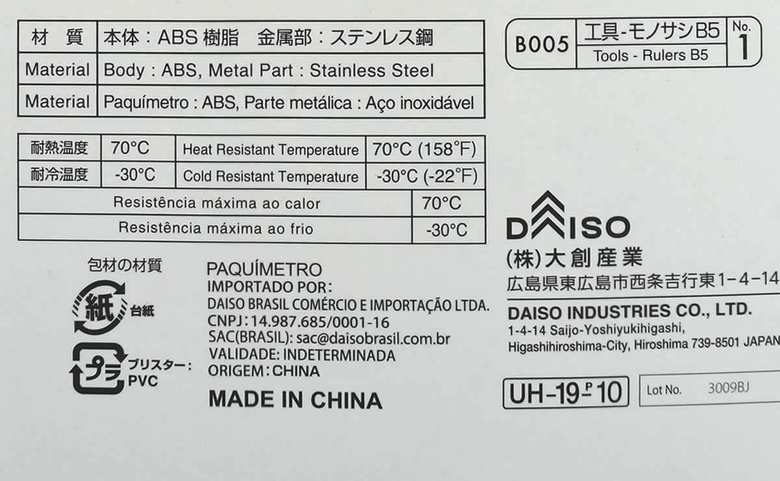 材 質 本体:ABS 樹脂 金属部:ステンレス鋼
Material Body : ABS, Metal Part : Stainless Steel
Material Paquímetro : ABS, Parte metálica : Aço inoxidável
B005 工具-モノサシB5 No. 1
Tools - Rulers B5
耐熱温度 70°C Heat Resistant Temperature 70°C (158°F)
耐冷温度 -30°C Cold Resistant Temperature -30°C (-22°F)
Resistência máxima ao calor 70°C
Resistência máxima ao frio -30°C
DAISO
(株)大創産業
広島県東広島市西条吉行東1-4-14
DAISO INDUSTRIES CO., LTD.
1-4-14 Saijo-Yoshiyukihigashi,
Higashihiroshima-City, Hiroshima 739-8501 JAPAN
包材の材質
紙 台紙
プラ ブリスター:
PVC
PAQUÍMETRO
IMPORTADO POR:
DAISO BRASIL COMÉRCIO E IMPORTAÇÃO LTDA.
CNPJ: 14.987.685/0001-16
SAC(BRASIL): sac@daisobrasil.com.br
VALIDADE: INDETERMINADA
ORIGEM: CHINA
MADE IN CHINA
UH-19-P10
Lot No. 3009BJ